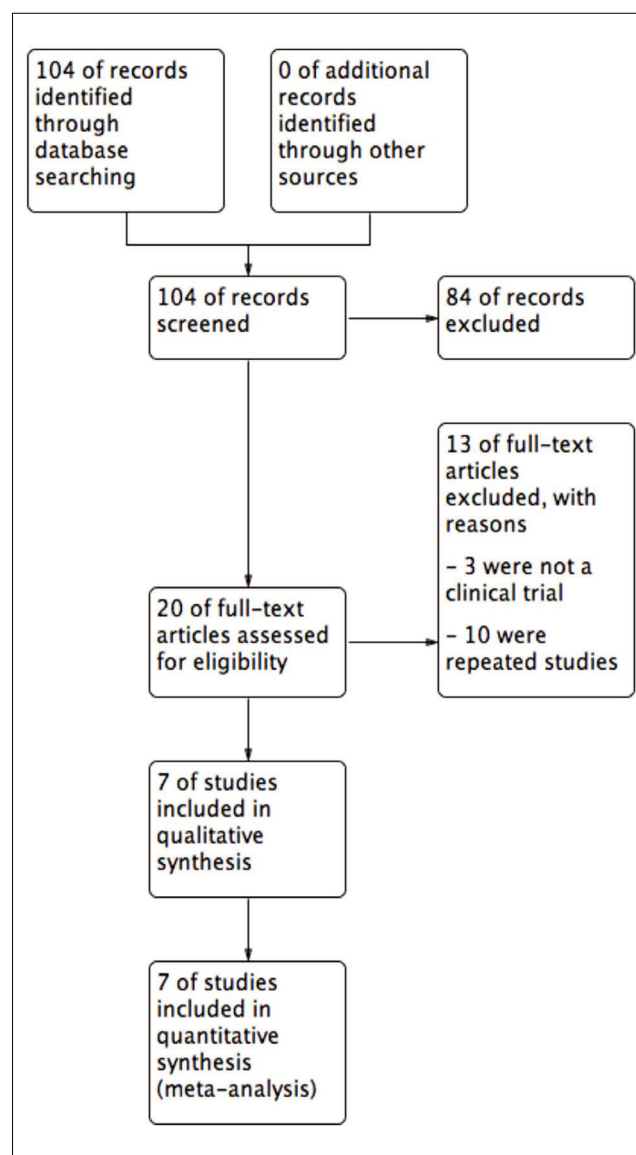 104 of records
identified
through
database
searching
0 of additional
records
identified
through other
sources
104 of records
screened
84 of records
excluded
13 of full-text
articles
excluded, with
reasons
- 3 were not a
clinical trial
- 10 were
repeated studies
20 of full-text
articles assessed
for eligibility
7 of studies
included in
qualitative
synthesis
7 of studies
included in
quantitative
synthesis
(meta-analysis)